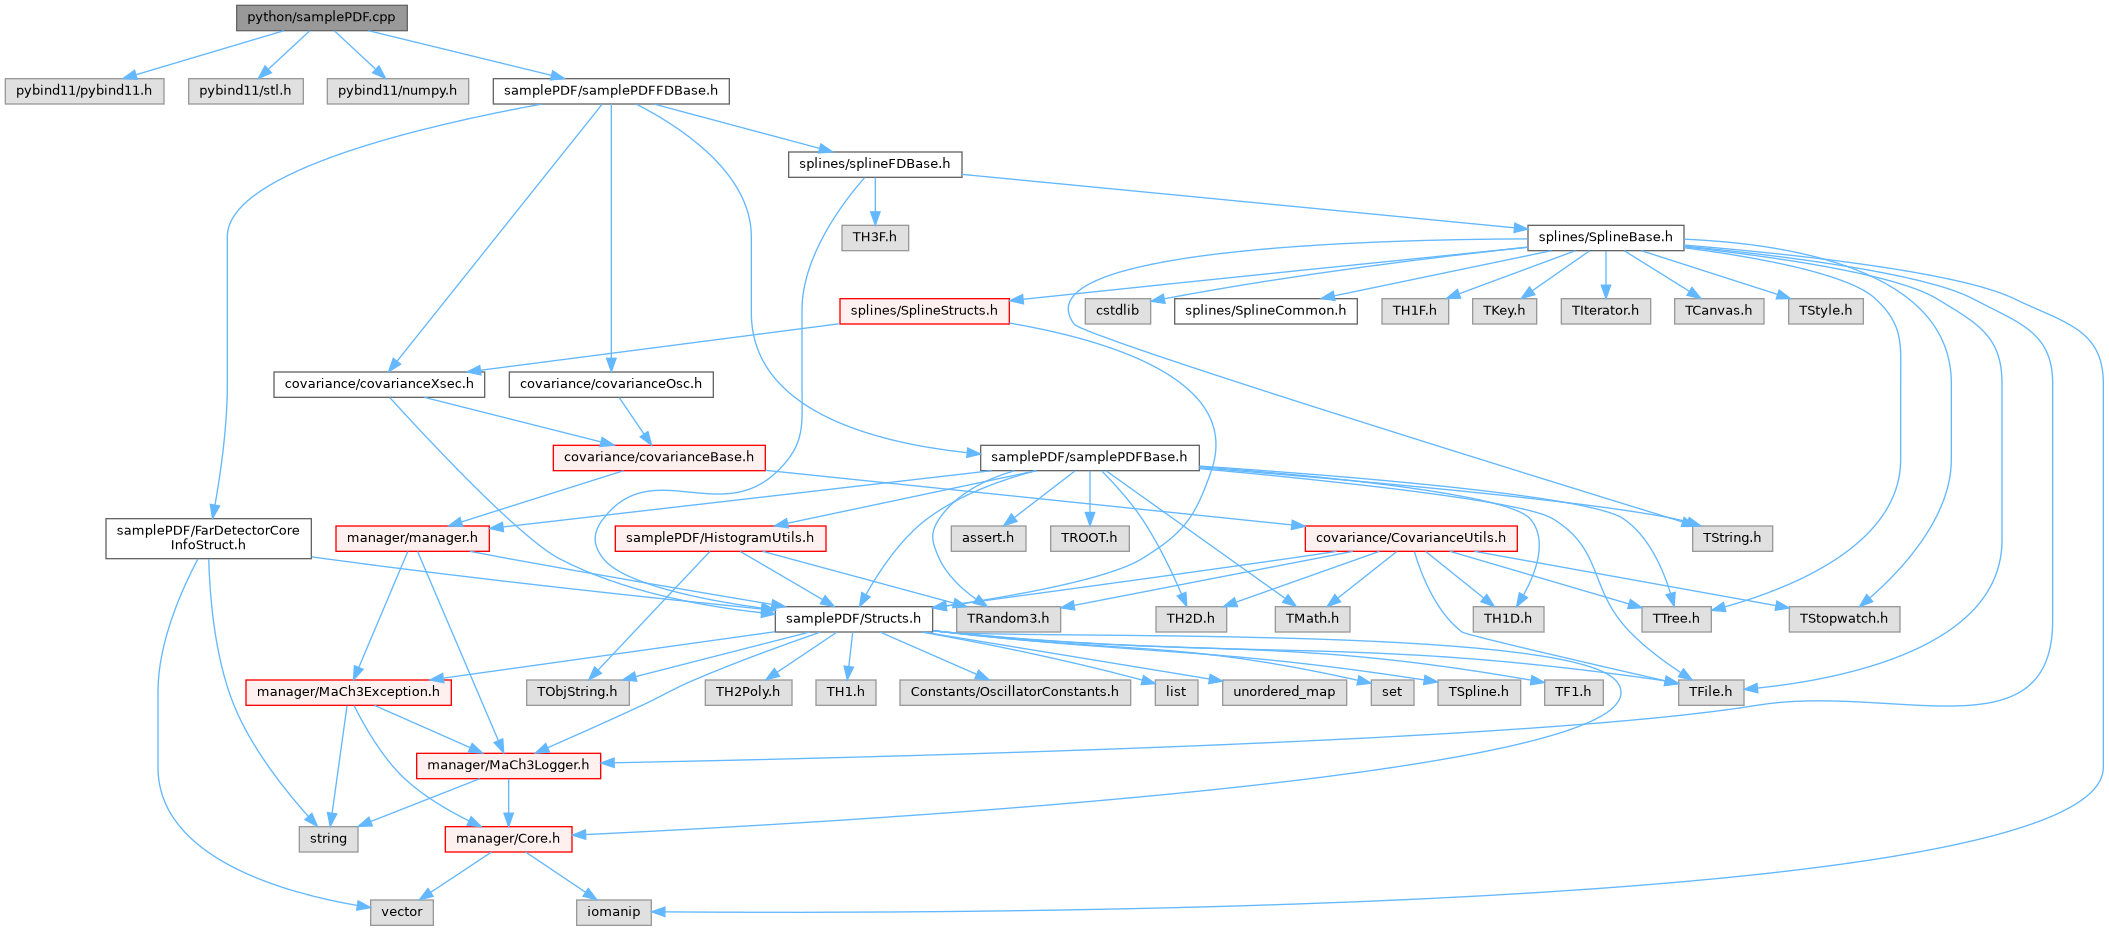 python/samplePDF.cpp
pybind11/pybind11.h
pybind11/stl.h
pybind11/numpy.h
samplePDF/samplePDFFDBase.h
splines/splineFDBase.h
TH3F.h
splines/SplineBase.h
splines/SplineStructs.h
cstdlib
splines/SplineCommon.h
TH1F.h
TKey.h
TIterator.h
TCanvas.h
TStyle.h
covariance/covarianceXsec.h
covariance/covarianceOsc.h
covariance/covarianceBase.h
samplePDF/samplePDFBase.h
samplePDF/FarDetectorCore
InfoStruct.h
manager/manager.h
samplePDF/HistogramUtils.h
assert.h
TROOT.h
covariance/CovarianceUtils.h
TString.h
samplePDF/Structs.h
TRandom3.h
TH2D.h
TMath.h
TH1D.h
TTree.h
TStopwatch.h
manager/MaCh3Exception.h
TObjString.h
TH2Poly.h
TH1.h
Constants/OscillatorConstants.h
list
unordered_map
set
TSpline.h
TF1.h
TFile.h
manager/MaCh3Logger.h
string
manager/Core.h
vector
iomanip